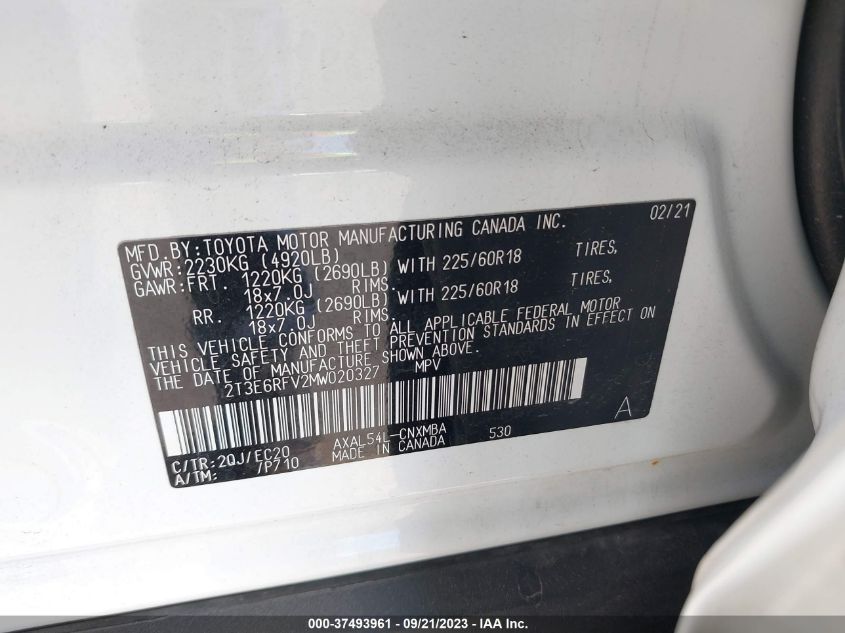 MFD.BY:TOYOTA MOTOR MANUFACTURING CANADA INC. 02/21
GVWR:2230KG (4920LB)
GAWR:FRT. 1220KG (2690LB) WITH 225/60R18 TIRES,
18x7.0J RIMS.
RR. 1220KG (2690LB) WITH 225/60R18 TIRES,
18x7.0J RIMS.
THIS VEHICLE CONFORMS TO ALL APPLICABLE FEDERAL MOTOR
VEHICLE SAFETY AND THEFT PREVENTION STANDARDS IN EFFECT ON
THE DATE OF MANUFACTURE SHOWN ABOVE.
2T3E6RFV2MW020327 MPV
A
C/TR:2QJ/EC20 AXAL54L-CNXMBA 530
A/TM: /P710 MADE IN CANADA
000-37493961 - 09/21/2023 - IAA Inc.